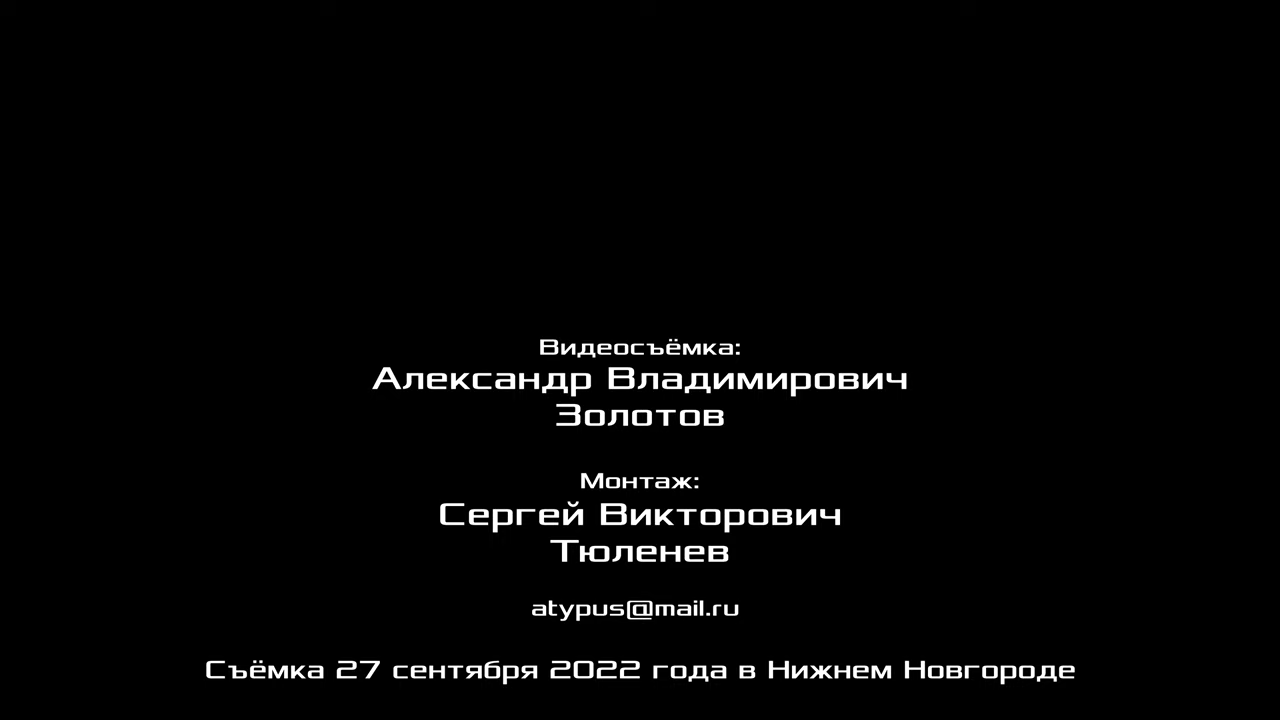 Видеосъёмка:
Александр Владимирович
Золотов
Монтаж:
Сергей Викторович
Тюленев
atypus@mail.ru
Съёмка 27 сентября 2022 года в Нижнем Новгороде